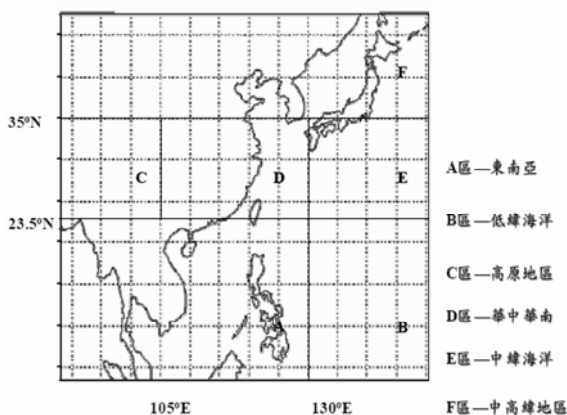 F
35°N
C
D
E
23.5°N
A
B
105°E
130°E
A區—東南亞
B區—低緯海洋
C區—高原地區
D區—華中華南
E區—中緯海洋
F區—中高緯地區